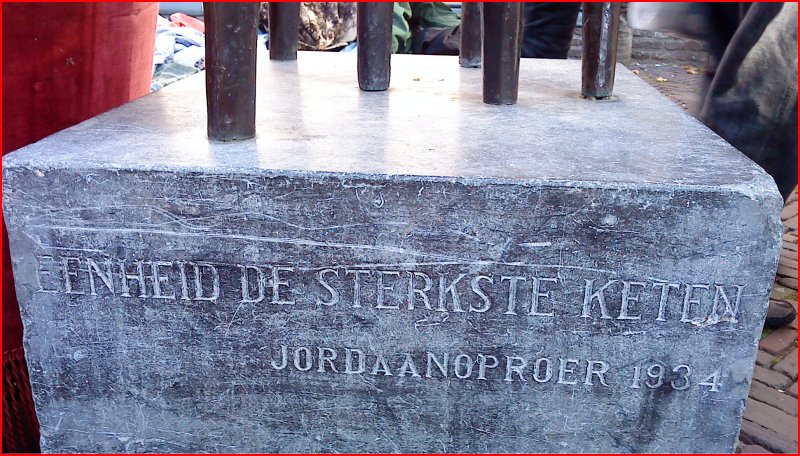 EENHEID DE STERKSTE KETEN
JORDAANOPROER 1934